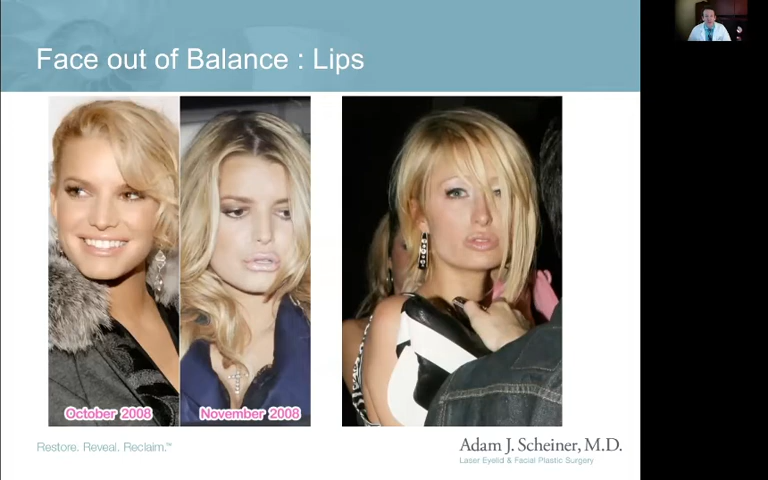 Face out of Balance : Lips
October 2008
November 2008
Restore. Reveal. Reclaim.™
Adam J. Scheiner, M.D.
Laser Eyelid & Facial Plastic Surgery